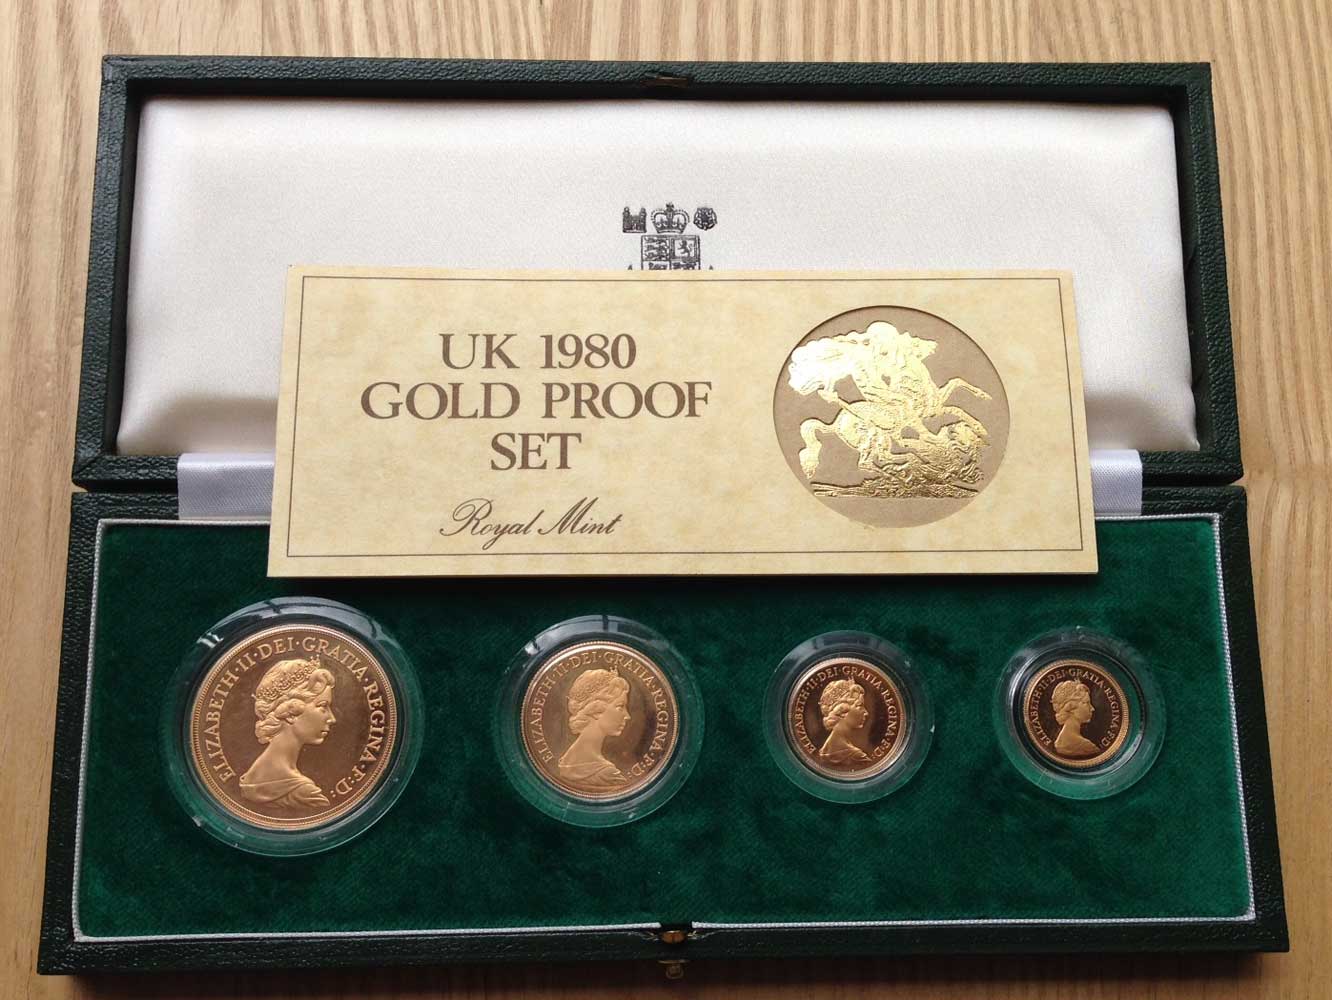 UK 1980
GOLD PROOF
SET
Royal Mint
ELIZABETH·II·DEI·GRATIA·REGINA·F:D:
ELIZABETH·II·DEI·GRATIA·REGINA·F:D:
ELIZABETH·II·DEI·GRATIA·REGINA·F:D:
ELIZABETH·II·DEI·GRATIA·REGINA·F:D: